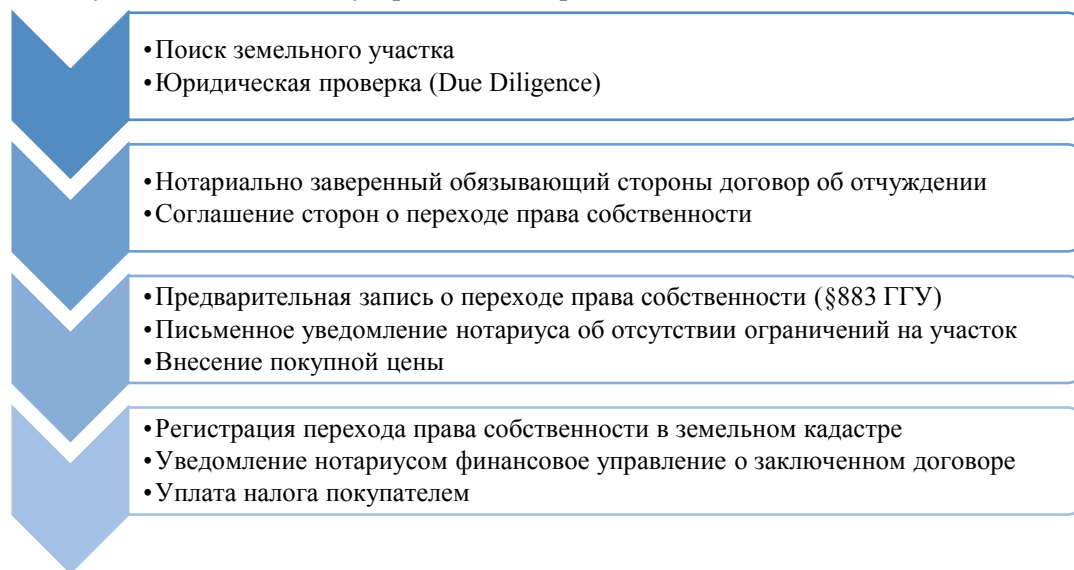 •Поиск земельного участка
•Юридическая проверка (Due Diligence)
•Нотариально заверенный обязывающий стороны договор об отчуждении
•Соглашение сторон о переходе права собственности
•Предварительная запись о переходе права собственности (§883 ГГУ)
•Письменное уведомление нотариуса об отсутствии ограничений на участок
•Внесение покупной цены
•Регистрация перехода права собственности в земельном кадастре
•Уведомление нотариусом финансовое управление о заключенном договоре
•Уплата налога покупателем